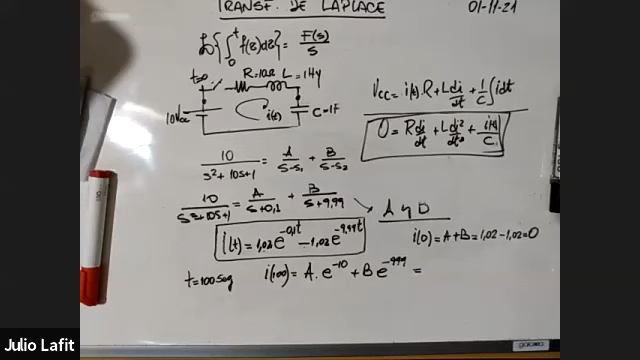 TRANSF. DE LAPLACE
01-11-21
L{∫₀ᵗ f(z)dz} = F(s)/s
t=0 R=10Ω L=1Hy
10Vcc i(t) C=1F
Vcc = i(t).R + L di/dt + 1/C ∫idt
0 = R di/dt + L di²/dt² + i(t)/C
10/(s²+10s+1) = A/(s-s₁) + B/(s-s₂)
10/(s²+10s+1) = A/(s+0,1) + B/(s+9,99)
A y B
i(t) = 1,02 e^(-0,1t) - 1,02 e^(-9,99t)
i(0) = A+B = 1,02-1,02=0
t=100seg i(100) = A.e^(-10) + B e^(-999) =
Julio Lafit